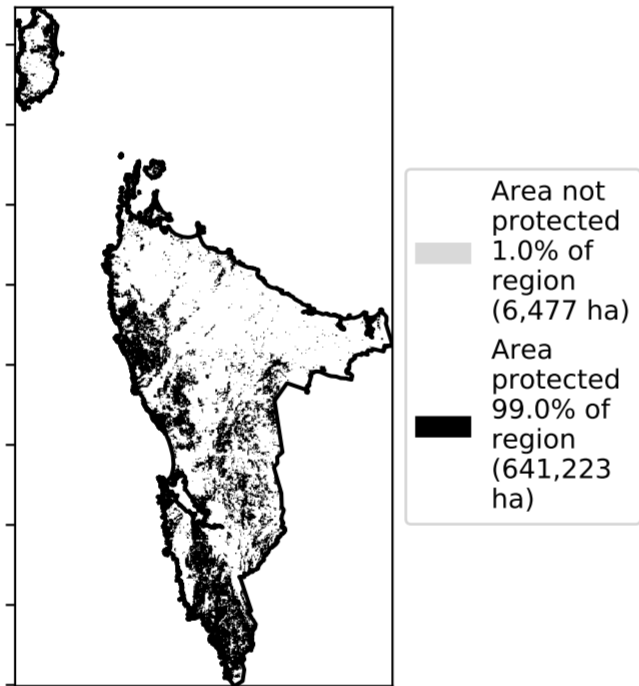 Area not
protected
1.0% of
region
(6,477 ha)
Area
protected
99.0% of
region
(641,223
ha)